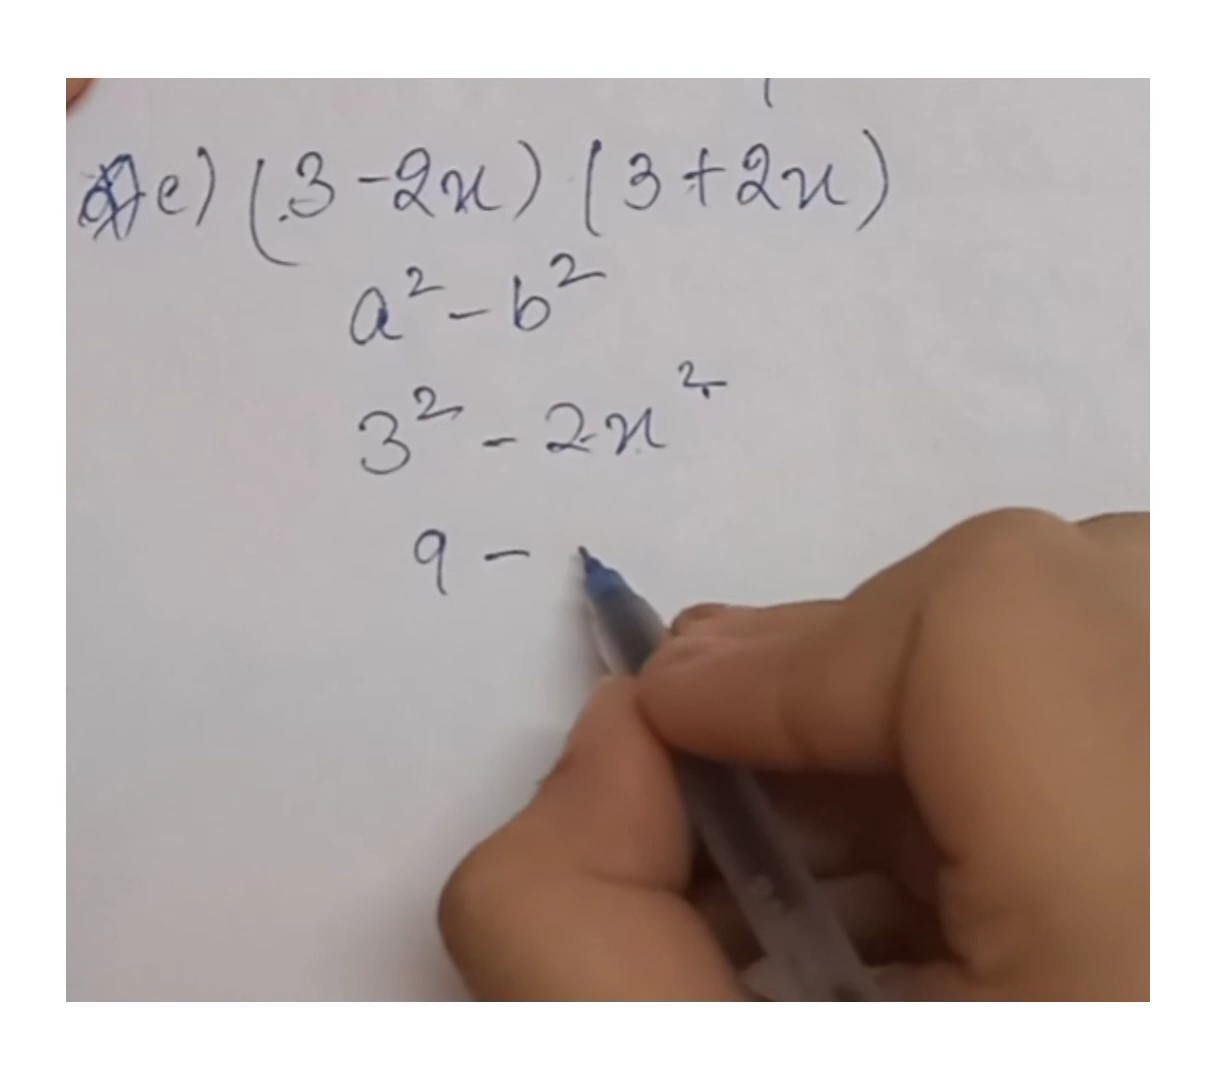 e) (3-2x) (3+2x)
a² - b²
3² - 2x²
9 -